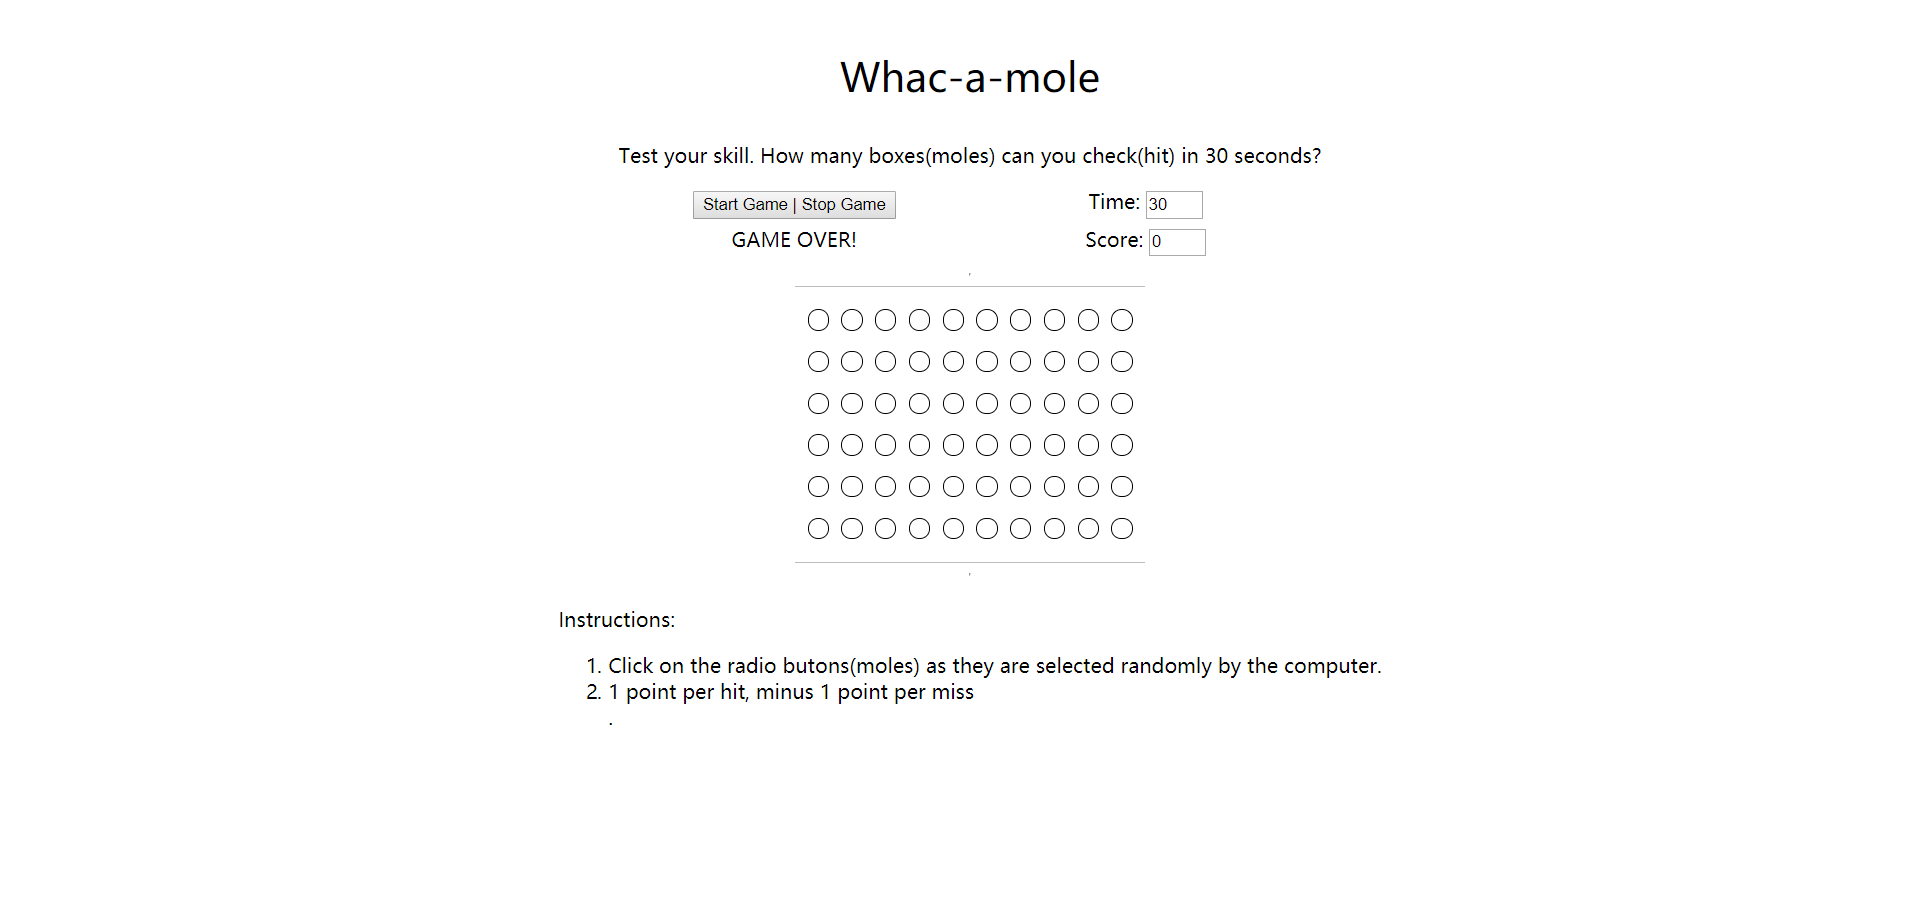 Whac-a-mole
Test your skill. How many boxes(moles) can you check(hit) in 30 seconds?
Start Game | Stop Game Time: 30
GAME OVER! Score: 0
Instructions:
1. Click on the radio butons(moles) as they are selected randomly by the computer.
2. 1 point per hit, minus 1 point per miss
.